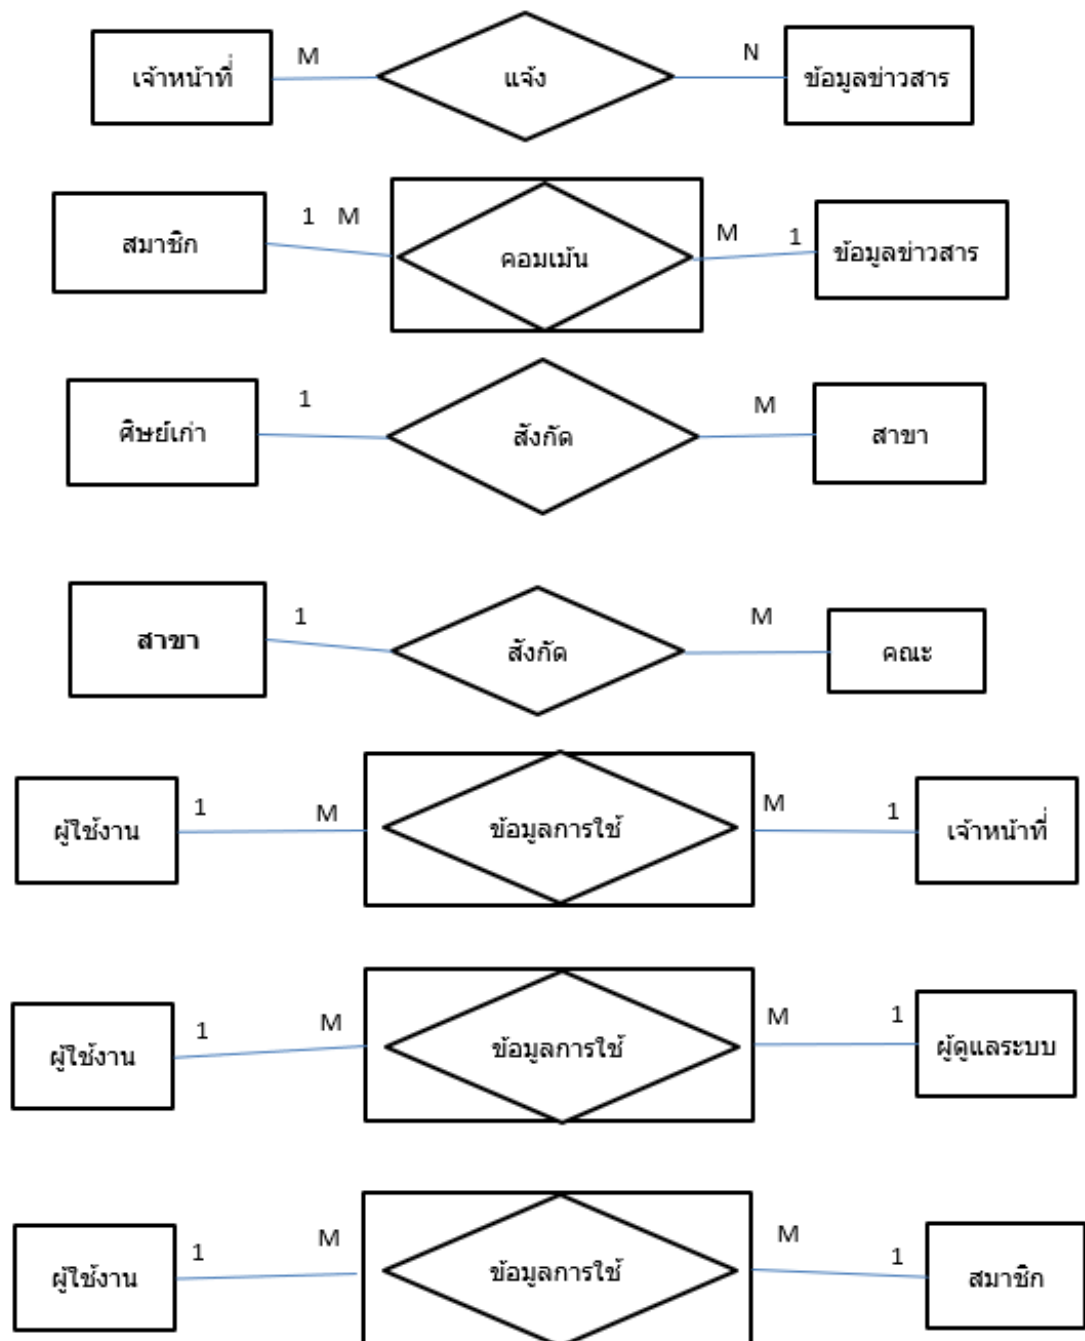 เจ้าหน้าที่ M แจ้ง N ข้อมูลข่าวสาร
สมาชิก 1 M คอมเม้น M 1 ข้อมูลข่าวสาร
ศิษย์เก่า 1 สังกัด M สาขา
สาขา 1 สังกัด M คณะ
ผู้ใช้งาน 1 M ข้อมูลการใช้ M 1 เจ้าหน้าที่
ผู้ใช้งาน 1 M ข้อมูลการใช้ M 1 ผู้ดูแลระบบ
ผู้ใช้งาน 1 M ข้อมูลการใช้ M 1 สมาชิก